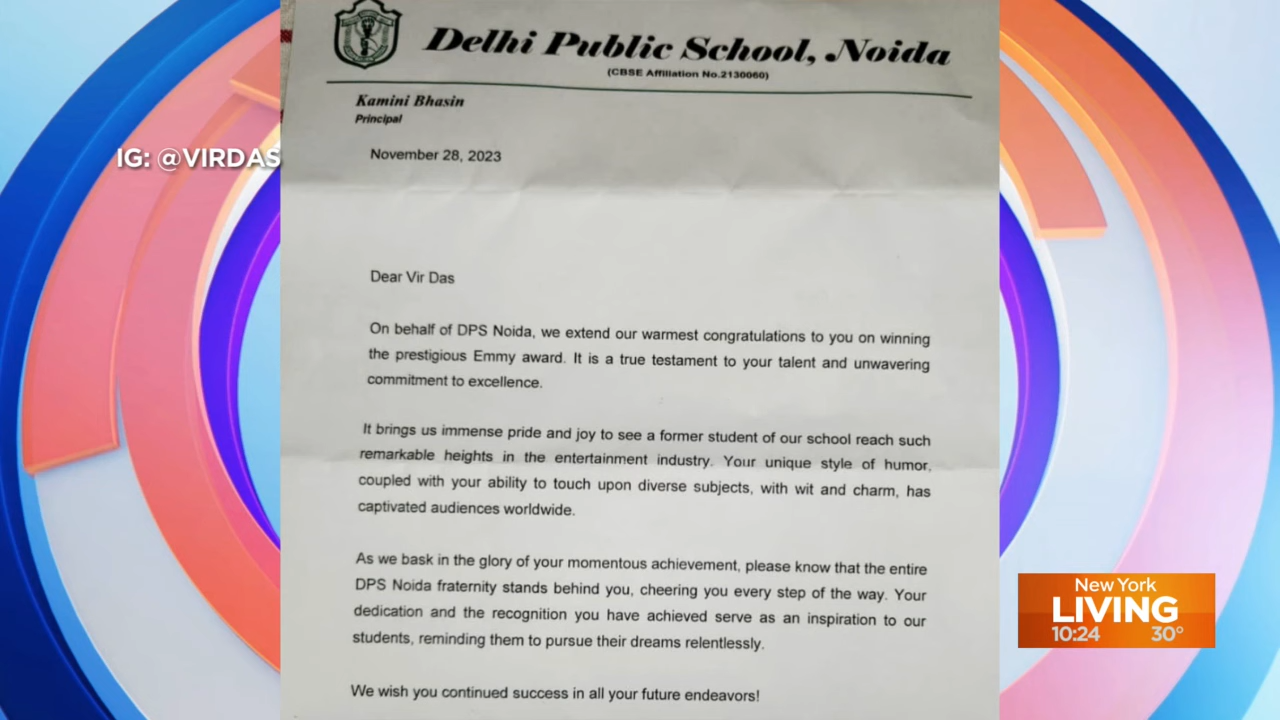 Delhi Public School, Noida
(CBSE Affiliation No.2130060)
Kamini Bhasin
Principal
November 28, 2023
IG: @VIRDAS
Dear Vir Das
On behalf of DPS Noida, we extend our warmest congratulations to you on winning
the prestigious Emmy award. It is a true testament to your talent and unwavering
commitment to excellence.
It brings us immense pride and joy to see a former student of our school reach such
remarkable heights in the entertainment industry. Your unique style of humor,
coupled with your ability to touch upon diverse subjects, with wit and charm, has
captivated audiences worldwide.
As we bask in the glory of your momentous achievement, please know that the entire
DPS Noida fraternity stands behind you, cheering you every step of the way. Your
dedication and the recognition you have achieved serve as an inspiration to our
students, reminding them to pursue their dreams relentlessly.
We wish you continued success in all your future endeavors!
New York
LIVING
10:24 30°